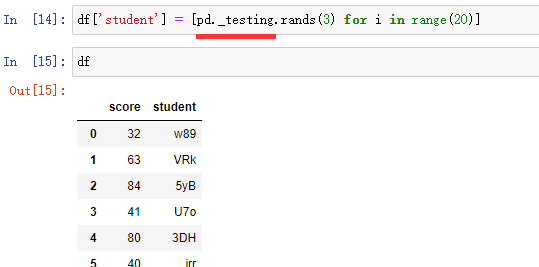 In [14]: df['student'] = [pd._testing.rands(3) for i in range(20)]
In [15]: df
Out[15]:
score student
0 32 w89
1 63 VRk
2 84 5yB
3 41 U7o
4 80 3DH
5 40